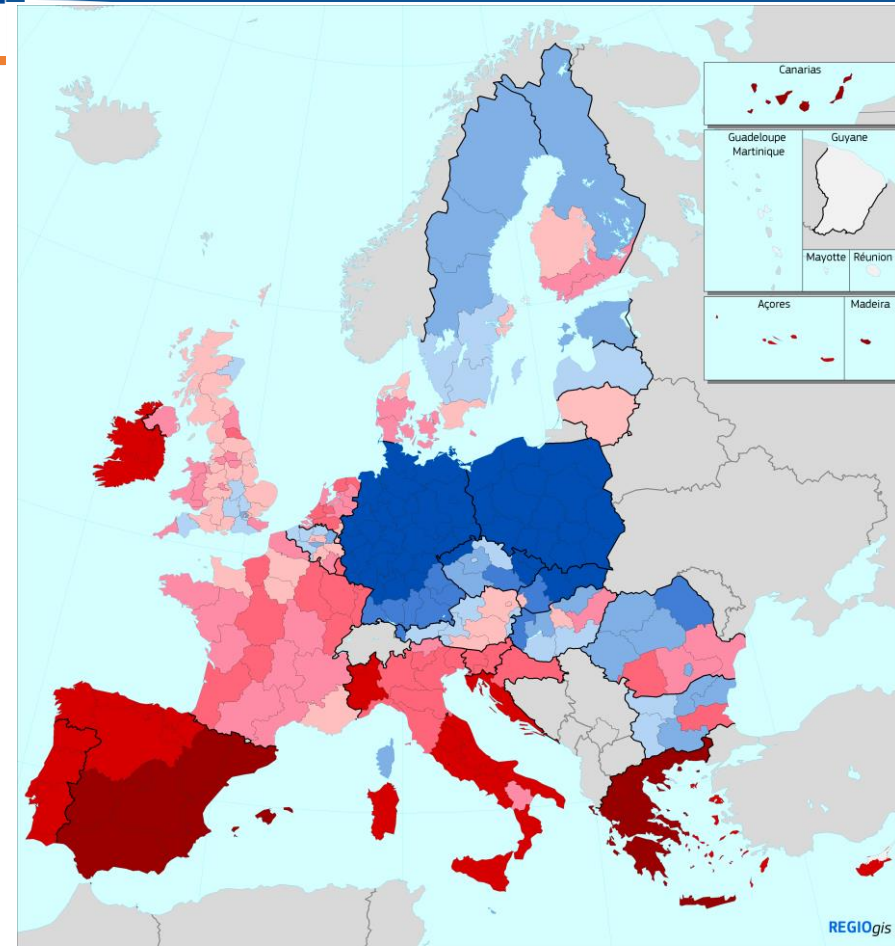 Canarias
Guadeloupe
Martinique
Guyane
Mayotte
Réunion
Açores
Madeira
REGIOgis